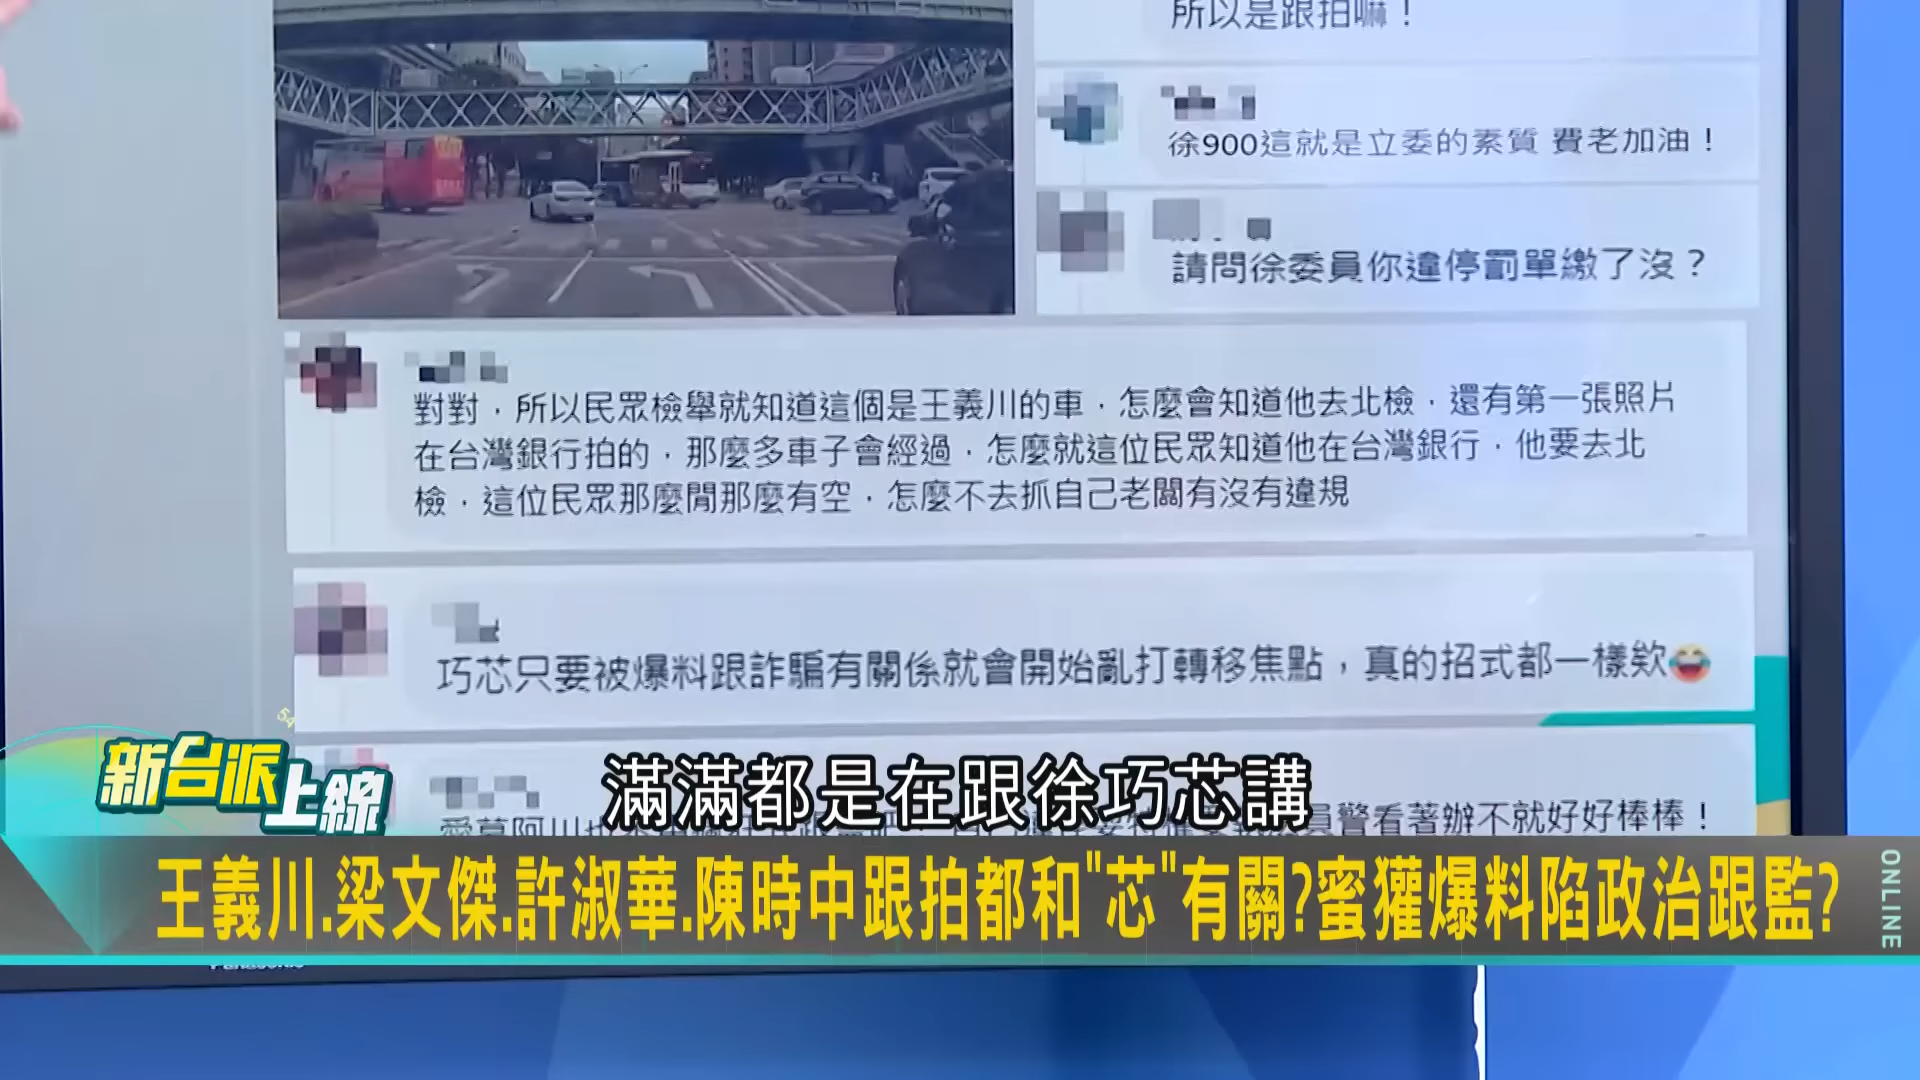 所以是跟拍嘛！
徐900這就是立委的素質 費老加油！
請問徐委員你違停罰單繳了沒？
對對，所以民眾檢舉就知道這個是王義川的車，怎麼會知道他去北檢，還有第一張照片
在台灣銀行拍的，那麼多車子會經過，怎麼就這位民眾知道他在台灣銀行，他要去北
檢，這位民眾那麼閒那麼有空，怎麼不去抓自己老闆有沒有違規
巧芯只要被爆料跟詐騙有關係就會開始亂打轉移焦點，真的招式都一樣欸😂
員警看著辦不就好好棒棒！
新台派上線
滿滿都是在跟徐巧芯講
王義川.梁文傑.許淑華.陳時中跟拍都和"芯"有關?蜜獾爆料陷政治跟監?
ONLINE